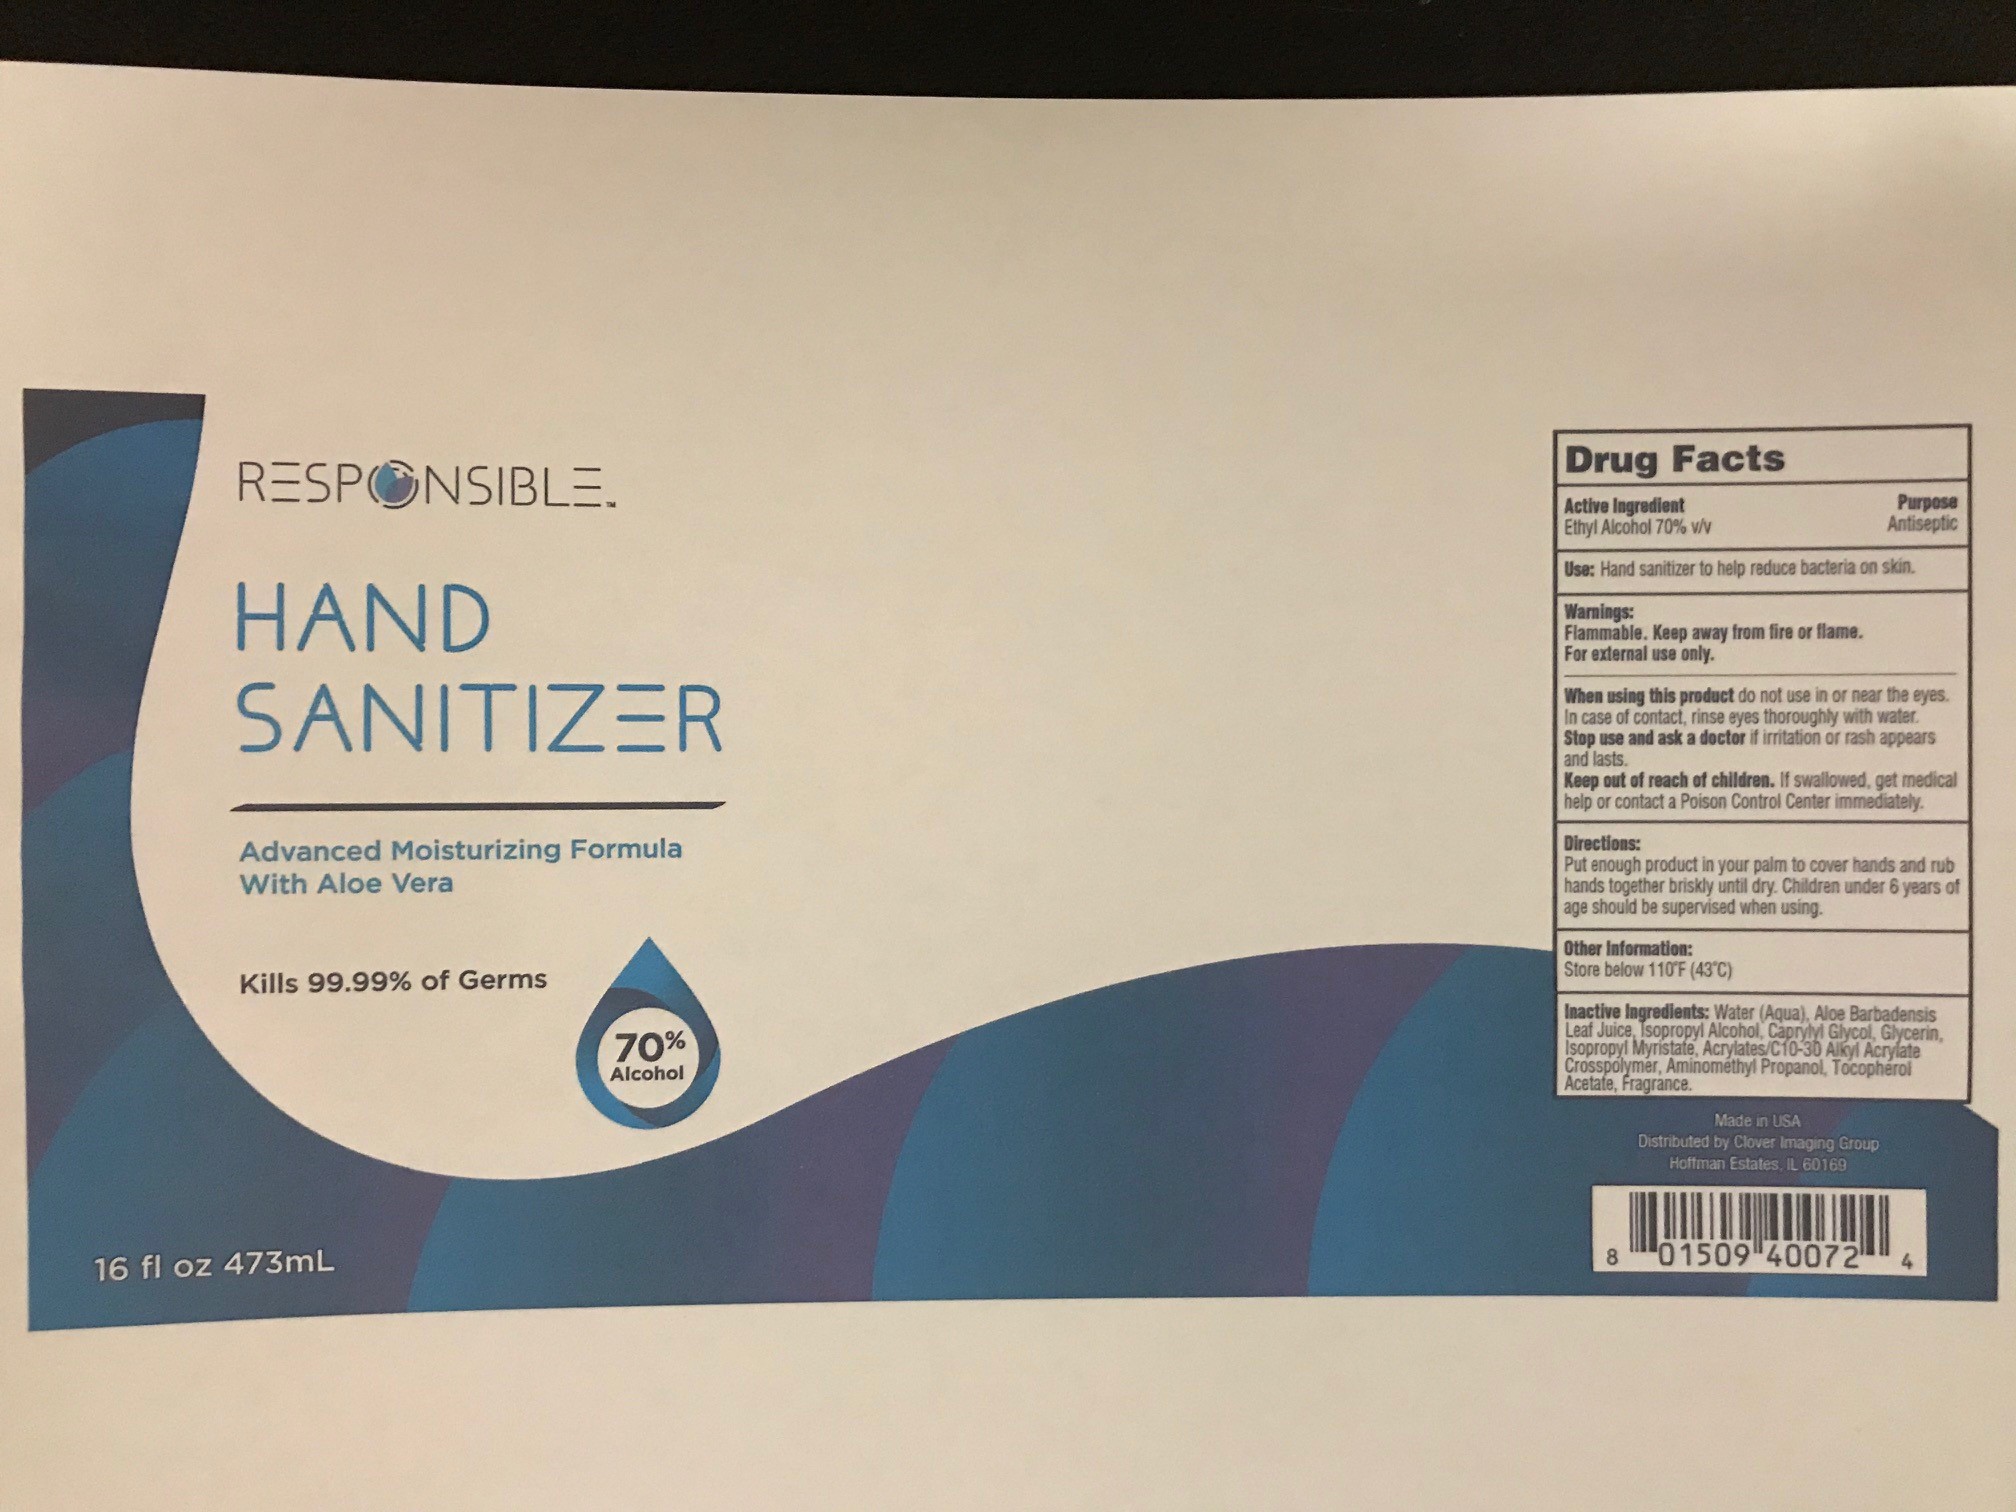 RESPONSIBLE™
HAND
SANITIZER
Advanced Moisturizing Formula
With Aloe Vera
Kills 99.99% of Germs
70%
Alcohol
16 fl oz 473mL
Drug Facts
Active Ingredient Purpose
Ethyl Alcohol 70% v/v Antiseptic
Use: Hand sanitizer to help reduce bacteria on skin.
Warnings:
Flammable. Keep away from fire or flame.
For external use only.
When using this product do not use in or near the eyes.
In case of contact, rinse eyes thoroughly with water.
Stop use and ask a doctor if irritation or rash appears
and lasts.
Keep out of reach of children. If swallowed, get medical
help or contact a Poison Control Center immediately.
Directions:
Put enough product in your palm to cover hands and rub
hands together briskly until dry. Children under 6 years of
age should be supervised when using.
Other Information:
Store below 110°F (43°C)
Inactive Ingredients: Water (Aqua), Aloe Barbadensis
Leaf Juice, Isopropyl Alcohol, Caprylyl Glycol, Glycerin,
Isopropyl Myristate, Acrylates/C10-30 Alkyl Acrylate
Crosspolymer, Aminomethyl Propanol, Tocopherol
Acetate, Fragrance.
Made in USA
Distributed by Clover Imaging Group
Hoffman Estates, IL 60169
8 01509 40072 4